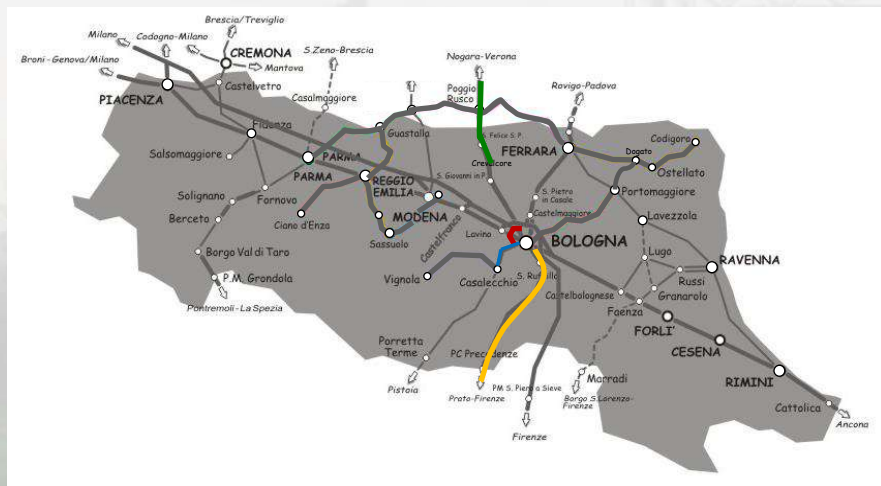 Brescia/Treviglio
Milano
Codogno-Milano
Nogara-Verona
CREMONA
S.Zeno-Brescia
Broni-Genova/Milano
Mantova
Rovigo-Padova
Castelvetro
Casalmaggiore
Poggio
Rusco
PIACENZA
Fidenza
Guastalla
S. Felice S. P.
Codigoro
FERRARA
Dogato
Salsomaggiore
PARMA
Crevalcore
Ostellato
PARMA
REGGIO
EMILIA
S. Giovanni in P.
Solignano
Fornovo
S. Pietro
in Casale
Portomaggiore
Berceto
Ciano d'Enza
MODENA
Castelfranco
Castelmaggiore
Lavezzola
Sassuolo
Lavino
BOLOGNA
Borgo Val di Taro
Lugo
RAVENNA
P.M. Grondola
Vignola
Casalecchio
S. Ruffillo
Russi
Castelbolognese
Granarolo
Pontremoli-La Spezia
Faenza
FORLI'
Porretta
Terme
PC Precedenze
CESENA
Marradi
RIMINI
Pistoia
Prato-Firenze
PM S. Piero a Sieve
Borgo S.Lorenzo-
Firenze
Cattolica
Firenze
Ancona